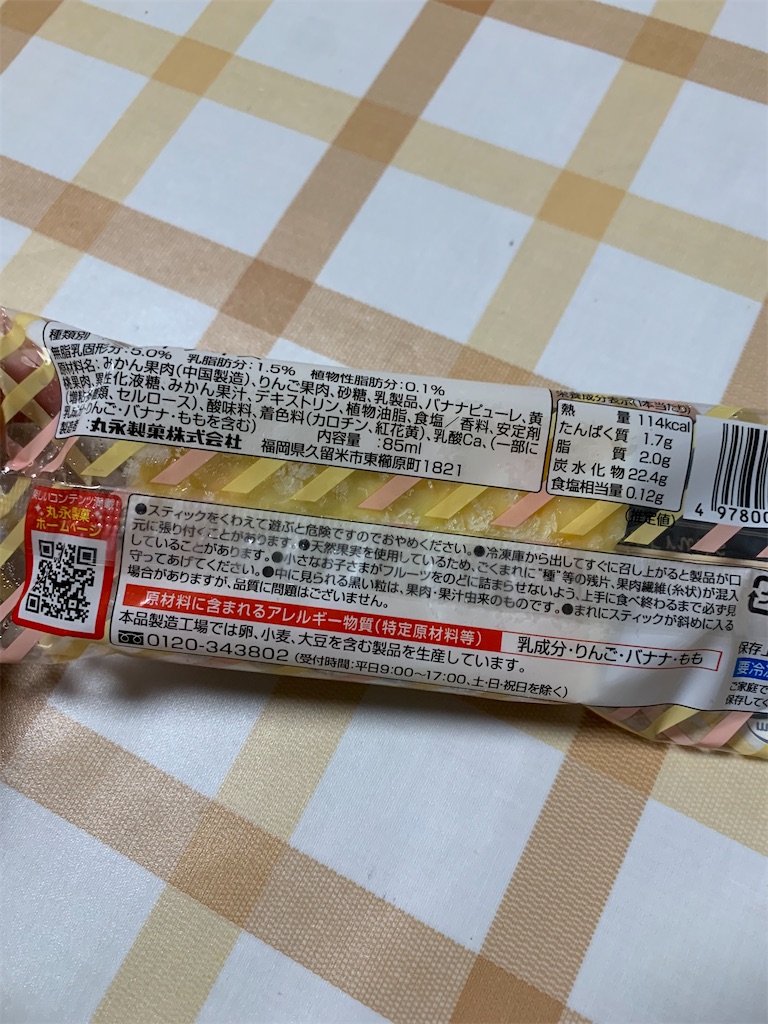 種類別
無脂乳固形分:5.0% 乳脂肪分:1.5% 植物性脂肪分:0.1%
原材料名:みかん果肉(中国製造)、りんご果肉、砂糖、乳製品、バナナピューレ、黄
桃果肉、異性化液糖、みかん果汁、デキストリン、植物油脂、食塩/香料、安定剤
(増粘多糖類、セルロース)、酸味料、着色料(カロチン、紅花黄)、乳酸Ca、(一部に
乳成分・りんご・バナナ・ももを含む) 内容量:85ml
製造者:丸永製菓株式会社 福岡県久留米市東櫛原町1821
栄養成分表示(1本当たり)
熱量 114kcal
たんぱく質 1.7g
脂質 2.0g
炭水化物 22.4g
食塩相当量 0.12g
(推定値)
4 97800
楽しいコンテンツ満載!
丸永製菓
ホームページ
●スティックをくわえて遊ぶと危険ですのでおやめください。●冷凍庫から出してすぐに召し上がると製品が口
元に張り付くことがあります。●天然果実を使用しているため、ごくまれに"種"等の残片、果肉繊維(糸状)が混入
していることがあります。●小さなお子さまがフルーツをのどに詰まらせないよう、上手に食べ終わるまで必ず見
守ってあげてください。●中に見られる黒い粒は、果肉・果汁由来のものです。●まれにスティックが斜めに入る
場合がありますが、品質に問題はございません。
原材料に含まれるアレルギー物質(特定原材料等) 乳成分・りんご・バナナ・もも
本品製造工場では卵、小麦、大豆を含む製品を生産しています。
0120-343802(受付時間:平日9:00〜17:00、土・日・祝日を除く)
保存上
要冷
ご家庭で
保存してく